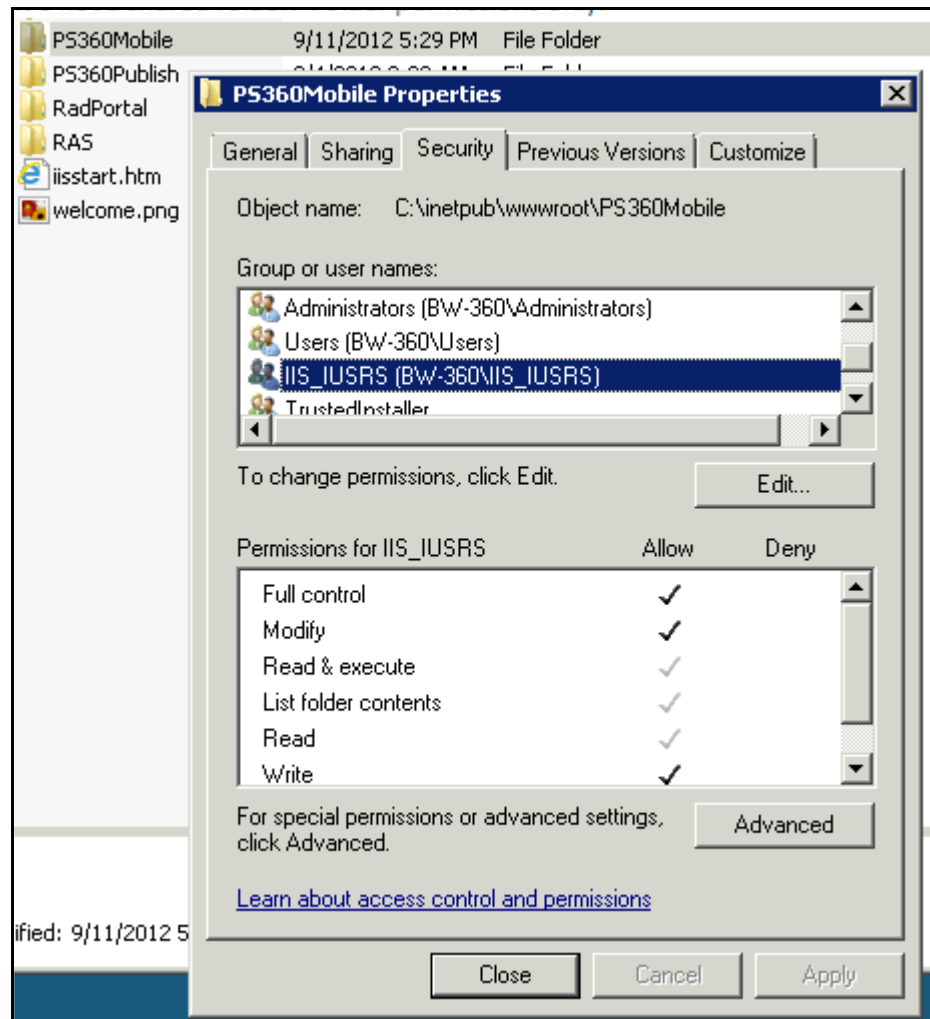 PS360Mobile 9/11/2012 5:29 PM File Folder
PS360Publish
RadPortal
RAS
iisstart.htm
welcome.png
PS360Mobile Properties
General Sharing Security Previous Versions Customize
Object name: C:\inetpub\wwwroot\PS360Mobile
Group or user names:
Administrators (BW-360\Administrators)
Users (BW-360\Users)
IIS_IUSRS (BW-360\IIS_IUSRS)
TrustedInstaller
To change permissions, click Edit.
Edit...
Permissions for IIS_IUSRS Allow Deny
Full control
Modify
Read & execute
List folder contents
Read
Write
For special permissions or advanced settings,
click Advanced.
Advanced
Learn about access control and permissions
ified: 9/11/2012 5
Close Cancel Apply